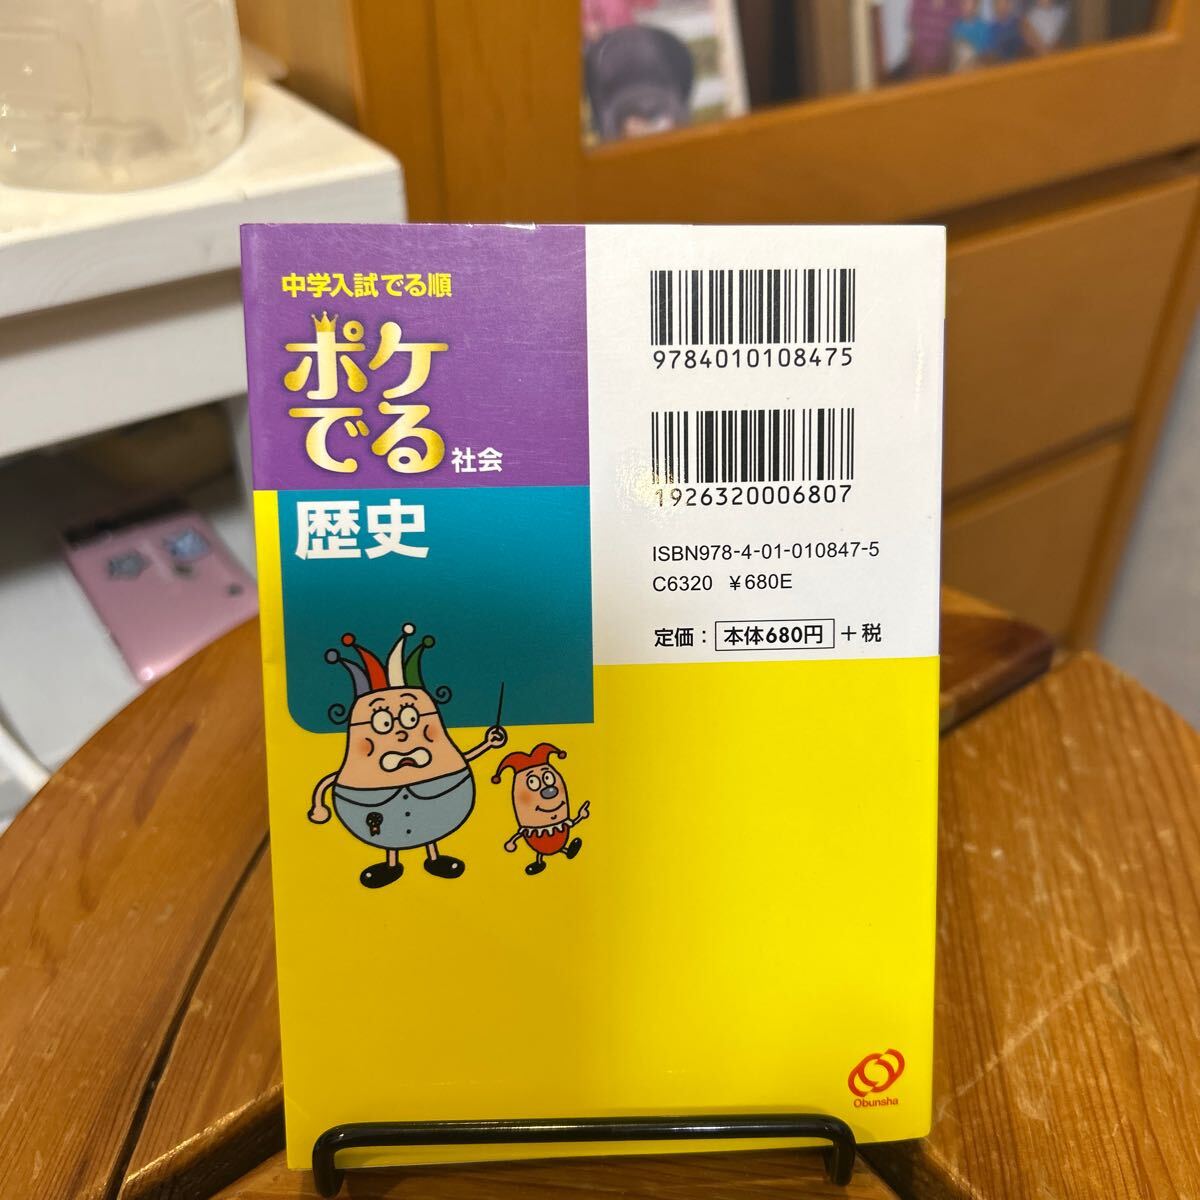 中学入試でる順
ポケ
でる 社会
歴史
9784010108475
1926320006807
ISBN978-4-01-010847-5
C6320 ¥680E
定価： 本体680円 +税
Obunsha